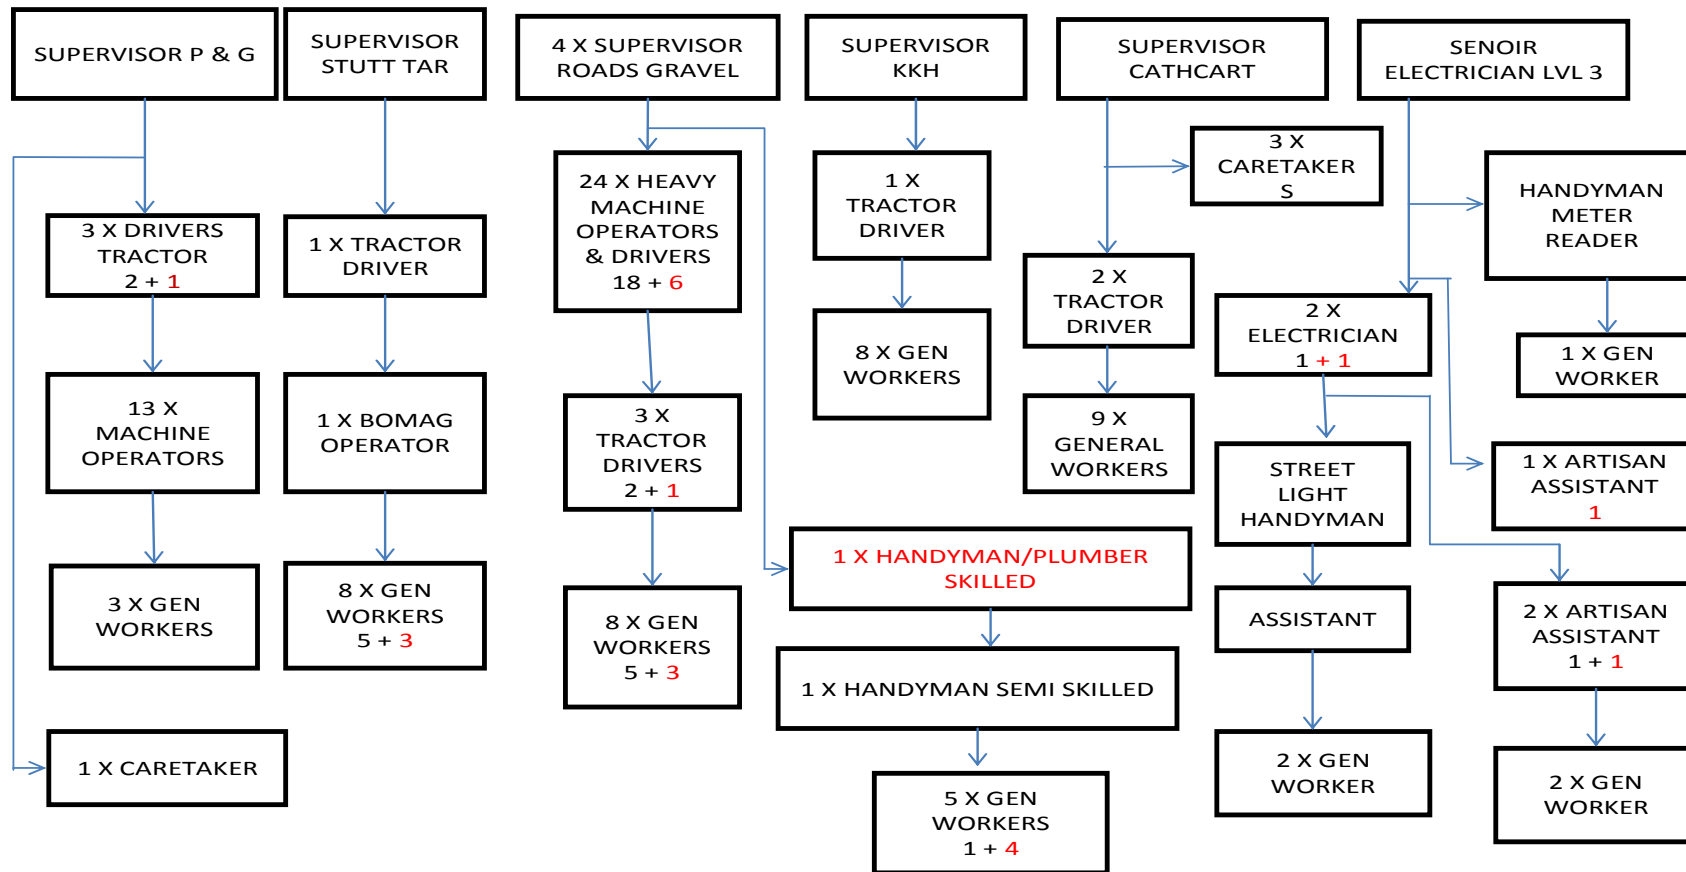 SUPERVISOR P & G
SUPERVISOR
STUTT TAR
4 X SUPERVISOR
ROADS GRAVEL
SUPERVISOR
KKH
SUPERVISOR
CATHCART
SENOIR
ELECTRICIAN LVL 3
3 X DRIVERS
TRACTOR
2 + 1
13 X
MACHINE
OPERATORS
3 X GEN
WORKERS
1 X CARETAKER
1 X TRACTOR
DRIVER
1 X BOMAG
OPERATOR
8 X GEN
WORKERS
5 + 3
24 X HEAVY
MACHINE
OPERATORS
& DRIVERS
18 + 6
3 X
TRACTOR
DRIVERS
2 + 1
8 X GEN
WORKERS
5 + 3
1 X HANDYMAN/PLUMBER
SKILLED
1 X HANDYMAN SEMI SKILLED
5 X GEN
WORKERS
1 + 4
1 X
TRACTOR
DRIVER
8 X GEN
WORKERS
3 X
CARETAKER
S
2 X
TRACTOR
DRIVER
9 X
GENERAL
WORKERS
HANDYMAN
METER
READER
1 X GEN
WORKER
2 X
ELECTRICIAN
1 + 1
STREET
LIGHT
HANDYMAN
ASSISTANT
2 X GEN
WORKER
1 X ARTISAN
ASSISTANT
1
2 X ARTISAN
ASSISTANT
1 + 1
2 X GEN
WORKER